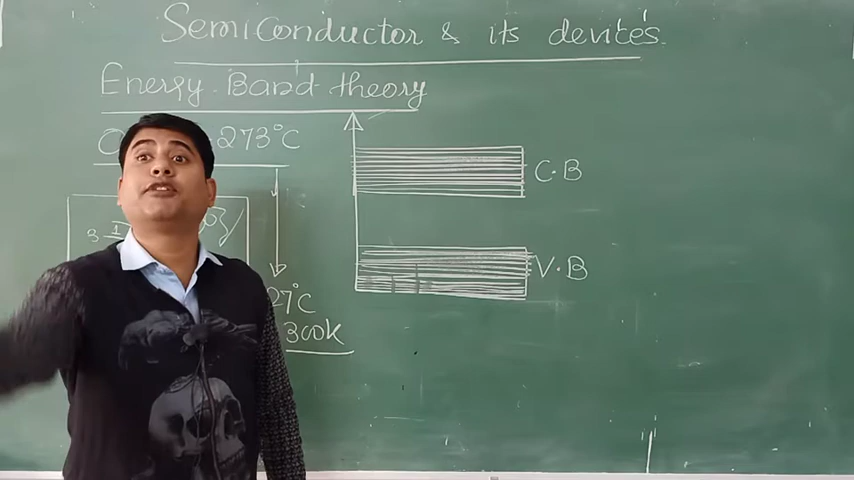 Semiconductor & its devices.
Energy Band theory
273°C
C.B
V.B
27°C
300K